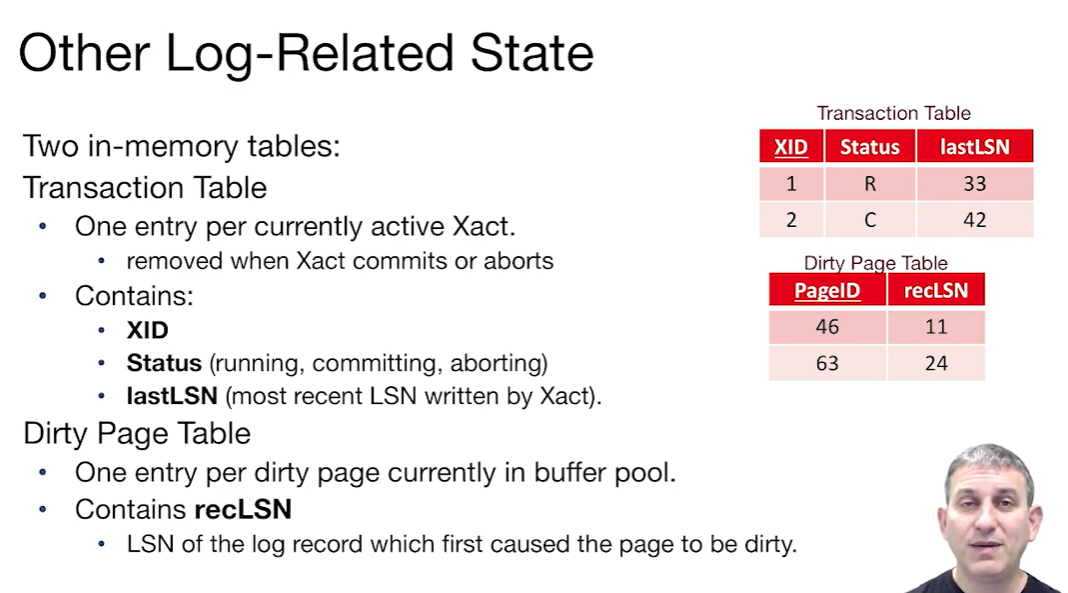 Other Log-Related State
Two in-memory tables:
Transaction Table
• One entry per currently active Xact.
• removed when Xact commits or aborts
• Contains:
• XID
• Status (running, committing, aborting)
• lastLSN (most recent LSN written by Xact).
Dirty Page Table
• One entry per dirty page currently in buffer pool.
• Contains recLSN
• LSN of the log record which first caused the page to be dirty.
Transaction Table
XID Status lastLSN
1 R 33
2 C 42
Dirty Page Table
PageID recLSN
46 11
63 24